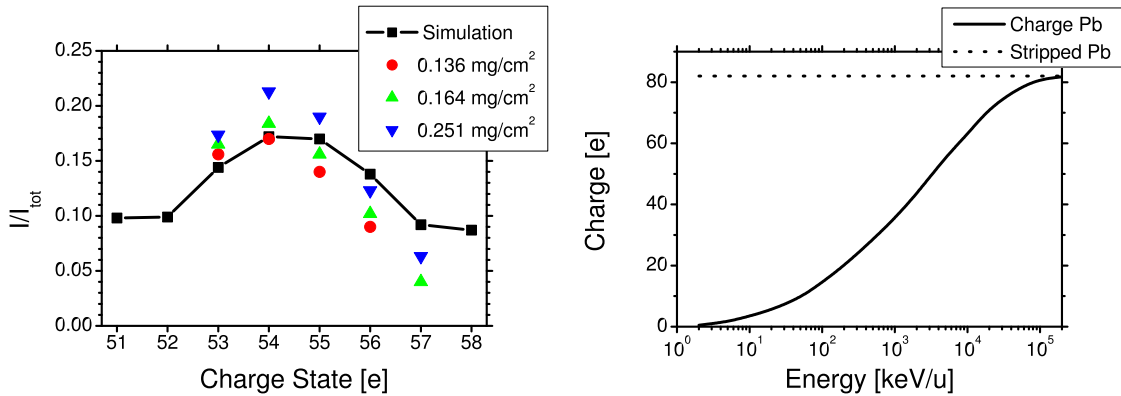 Simulation
0.136 mg/cm²
0.164 mg/cm²
0.251 mg/cm²
0.25
0.20
0.15
0.10
0.05
0.00
I/I_tot
51 52 53 54 55 56 57 58
Charge State [e]
Charge Pb
Stripped Pb
80
60
40
20
0
Charge [e]
10⁰ 10¹ 10² 10³ 10⁴ 10⁵
Energy [keV/u]